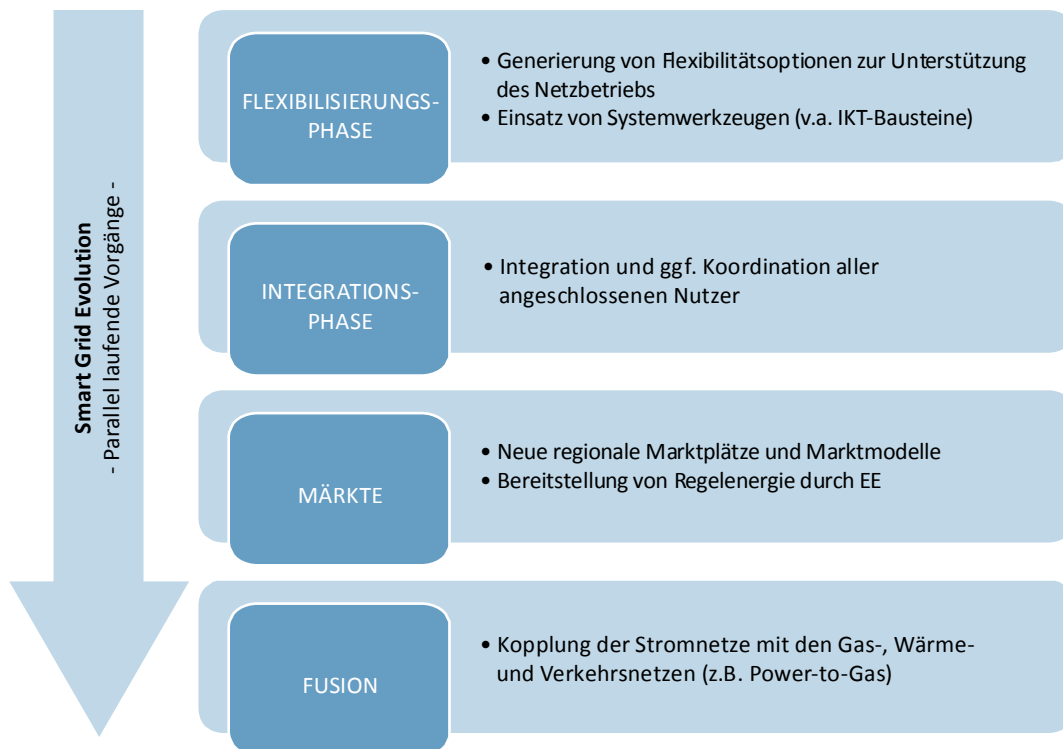 Smart Grid Evolution
- Parallel laufende Vorgänge -
FLEXIBILISIERUNGS-
PHASE
• Generierung von Flexibilitätsoptionen zur Unterstützung
des Netzbetriebs
• Einsatz von Systemwerkzeugen (v.a. IKT-Bausteine)
INTEGRATIONS-
PHASE
• Integration und ggf. Koordination aller
angeschlossenen Nutzer
MÄRKTE
• Neue regionale Marktplätze und Marktmodelle
• Bereitstellung von Regelenergie durch EE
FUSION
• Kopplung der Stromnetze mit den Gas-, Wärme-
und Verkehrsnetzen (z.B. Power-to-Gas)